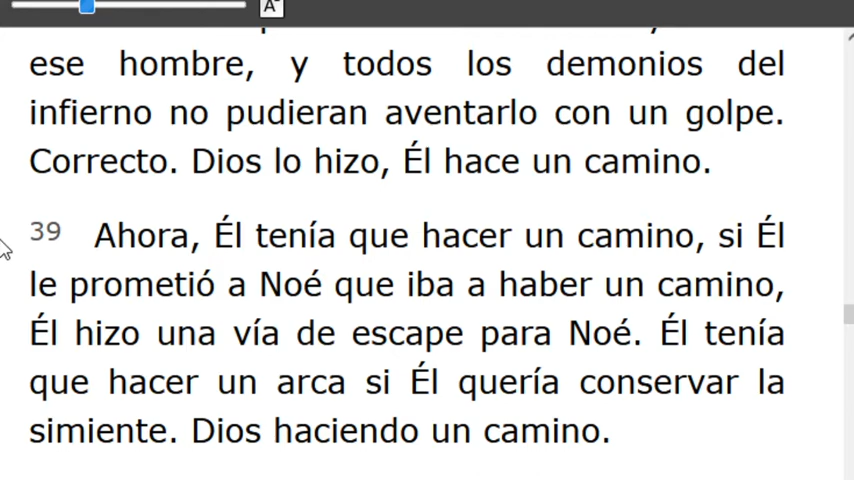 A
ese hombre, y todos los demonios del
infierno no pudieran aventarlo con un golpe.
Correcto. Dios lo hizo, Él hace un camino.
39 Ahora, Él tenía que hacer un camino, si Él
le prometió a Noé que iba a haber un camino,
Él hizo una vía de escape para Noé. Él tenía
que hacer un arca si Él quería conservar la
simiente. Dios haciendo un camino.